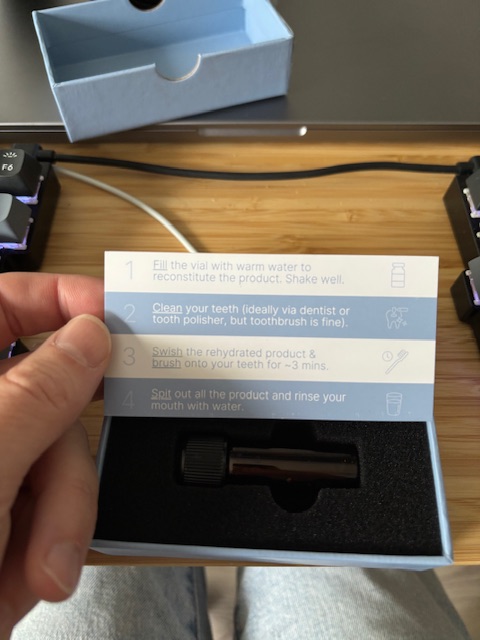 F6
1 Fill the vial with warm water to
reconstitute the product. Shake well.
2 Clean your teeth (ideally via dentist or
tooth polisher, but toothbrush is fine).
3 Swish the rehydrated product &
brush onto your teeth for ~3 mins.
4 Spit out all the product and rinse your
mouth with water.